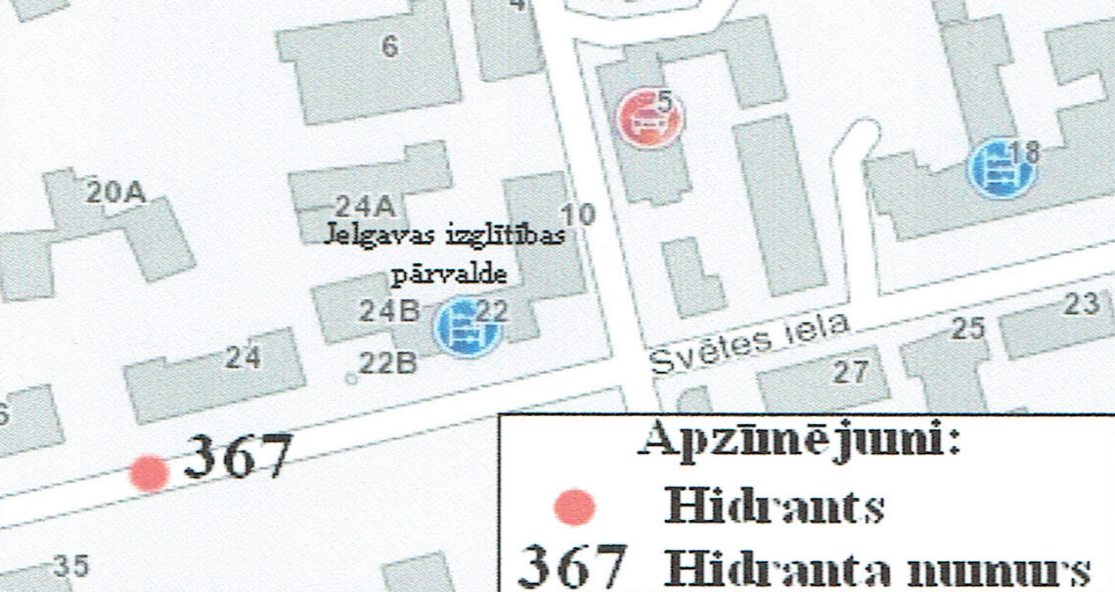 4
6
5
18
20A
24A
10
Jelgavas izglītības
pārvalde
24B
22
23
25
Svētes iela
24
22B
27
367
Apzīmējumi:
Hidrants
367 Hidranta numurs
35